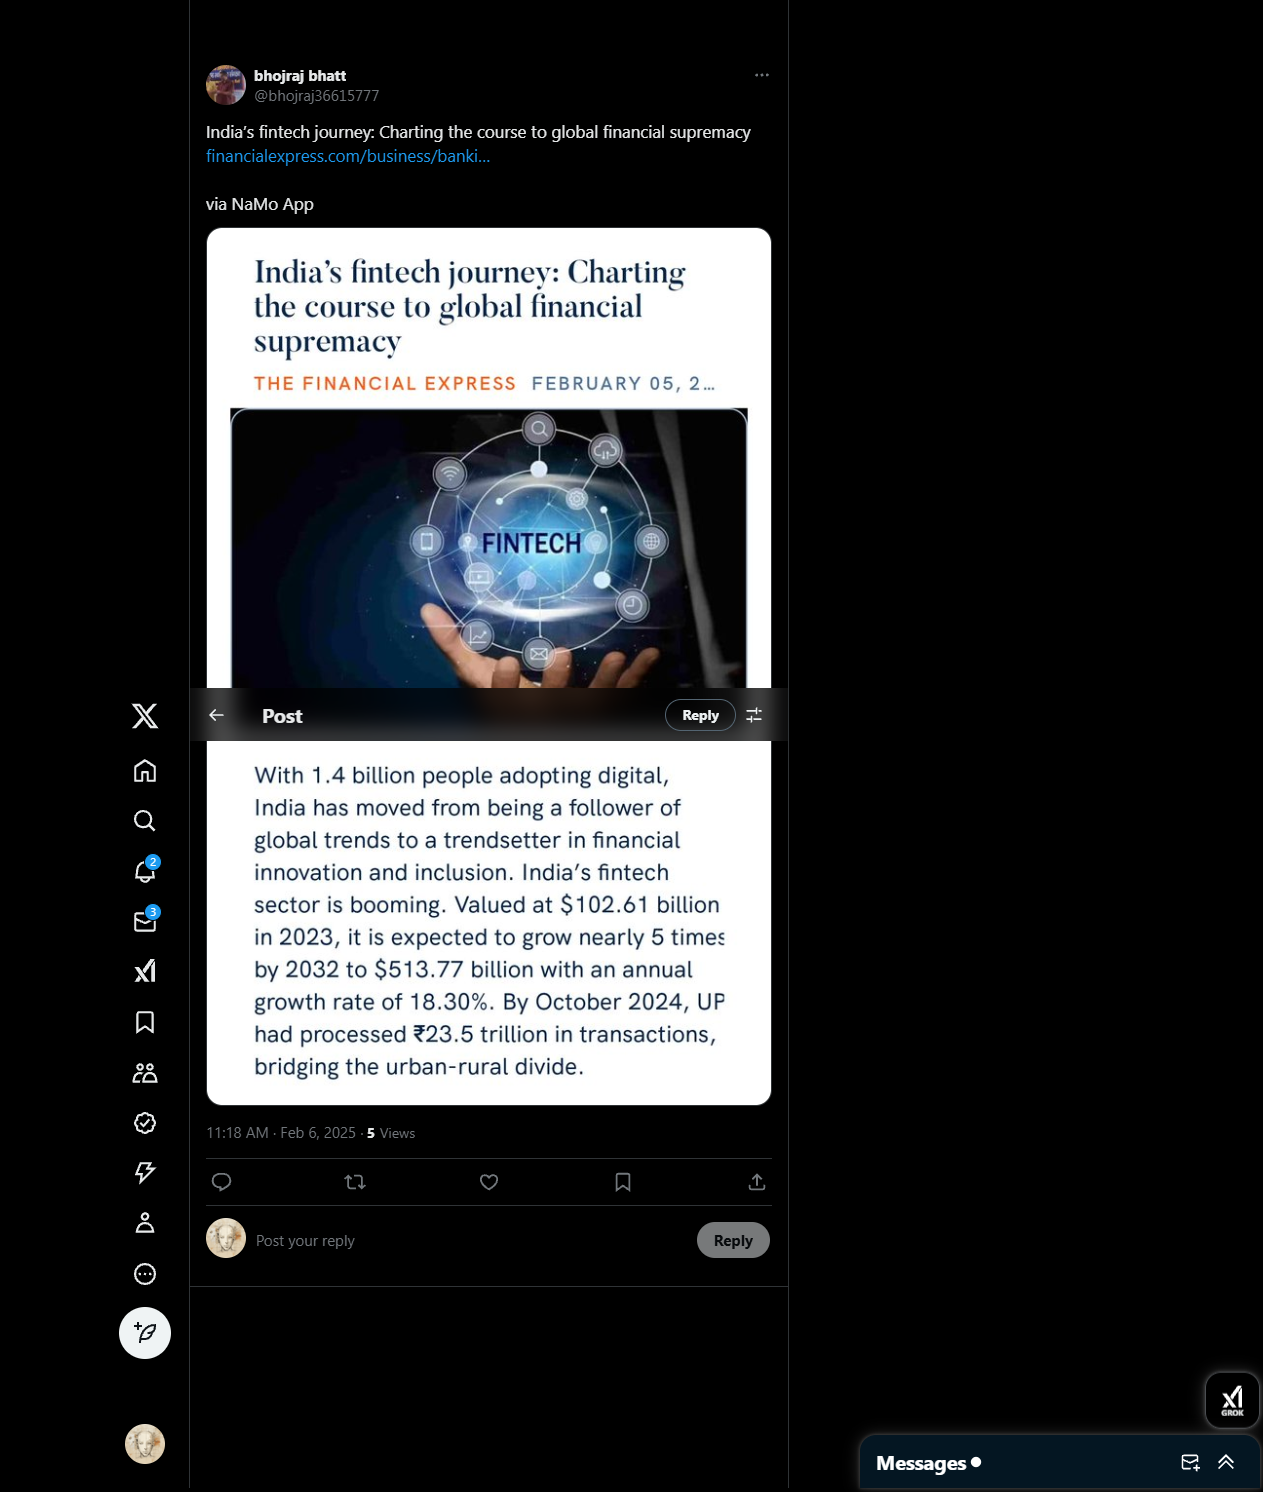 bhojraj bhatt
@bhojraj36615777
India’s fintech journey: Charting the course to global financial supremacy
financialexpress.com/business/banki…
via NaMo App
India’s fintech journey: Charting
the course to global financial
supremacy
THE FINANCIAL EXPRESS FEBRUARY 05, 2...
FINTECH
Post
Reply
With 1.4 billion people adopting digital,
India has moved from being a follower of
global trends to a trendsetter in financial
innovation and inclusion. India’s fintech
sector is booming. Valued at $102.61 billion
in 2023, it is expected to grow nearly 5 times
by 2032 to $513.77 billion with an annual
growth rate of 18.30%. By October 2024, UP
had processed ₹23.5 trillion in transactions,
bridging the urban-rural divide.
2
3
11:18 AM · Feb 6, 2025 · 5 Views
Post your reply
Reply
GROK
Messages